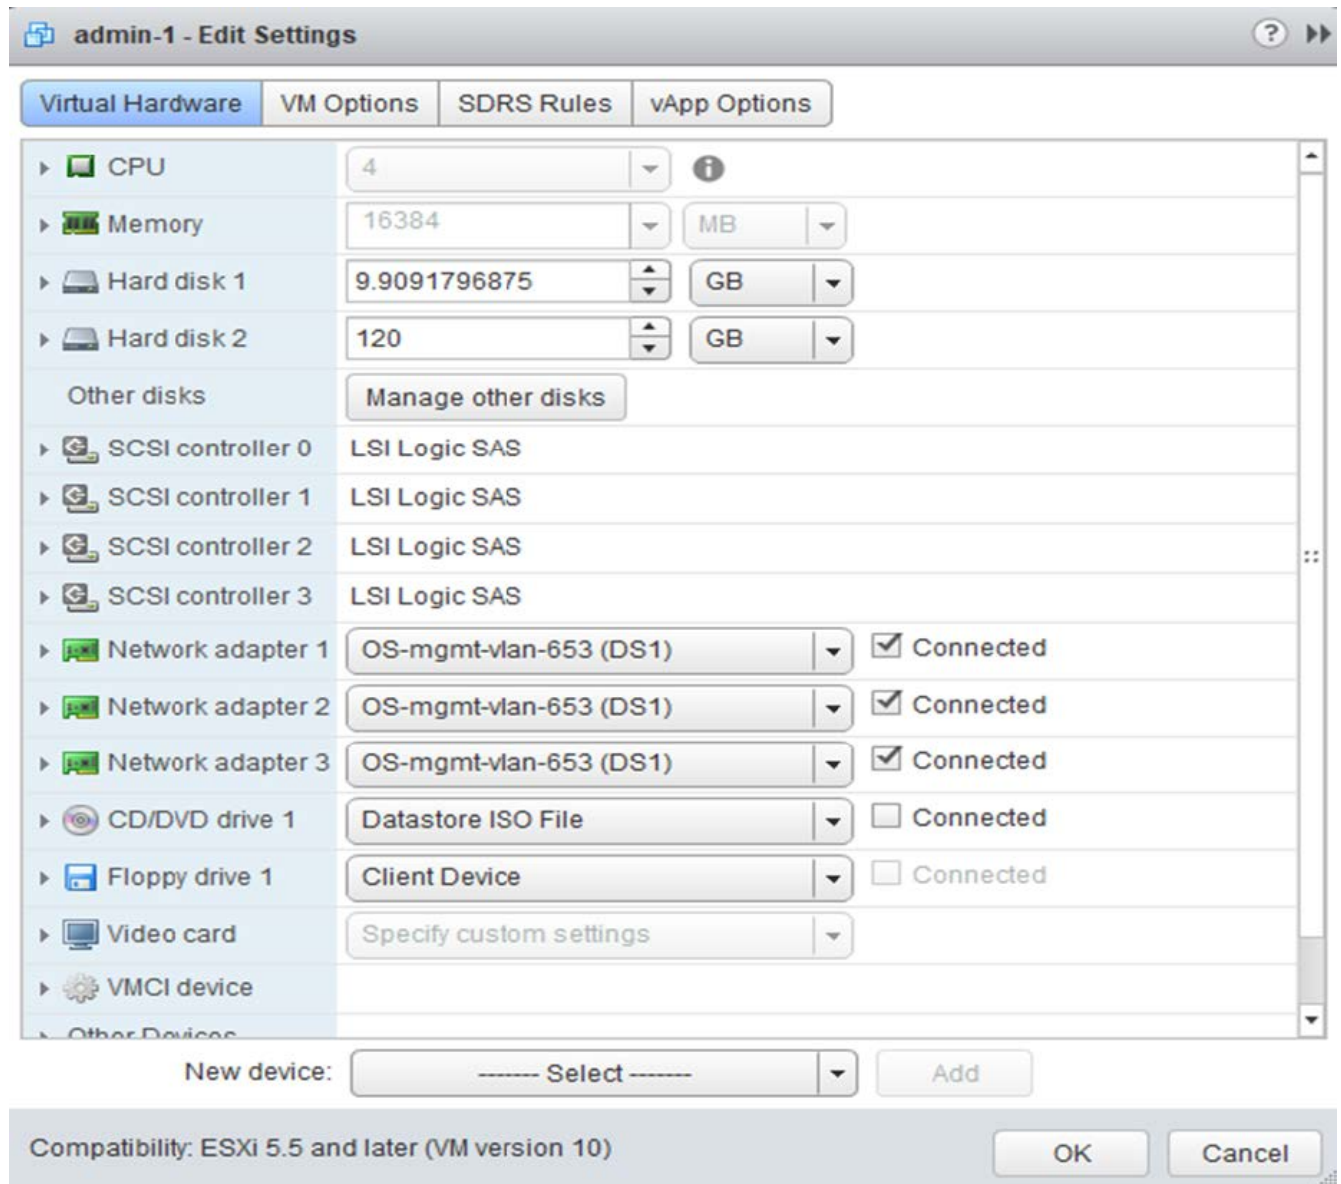 admin-1 - Edit Settings ?
Virtual Hardware VM Options SDRS Rules vApp Options
CPU 4
Memory 16384 MB
Hard disk 1 9.9091796875 GB
Hard disk 2 120 GB
Other disks Manage other disks
SCSI controller 0 LSI Logic SAS
SCSI controller 1 LSI Logic SAS
SCSI controller 2 LSI Logic SAS
SCSI controller 3 LSI Logic SAS
Network adapter 1 OS-mgmt-vlan-653 (DS1) Connected
Network adapter 2 OS-mgmt-vlan-653 (DS1) Connected
Network adapter 3 OS-mgmt-vlan-653 (DS1) Connected
CD/DVD drive 1 Datastore ISO File Connected
Floppy drive 1 Client Device Connected
Video card Specify custom settings
VMCI device
Other Devices
New device: ------- Select ------- Add
Compatibility: ESXi 5.5 and later (VM version 10) OK Cancel